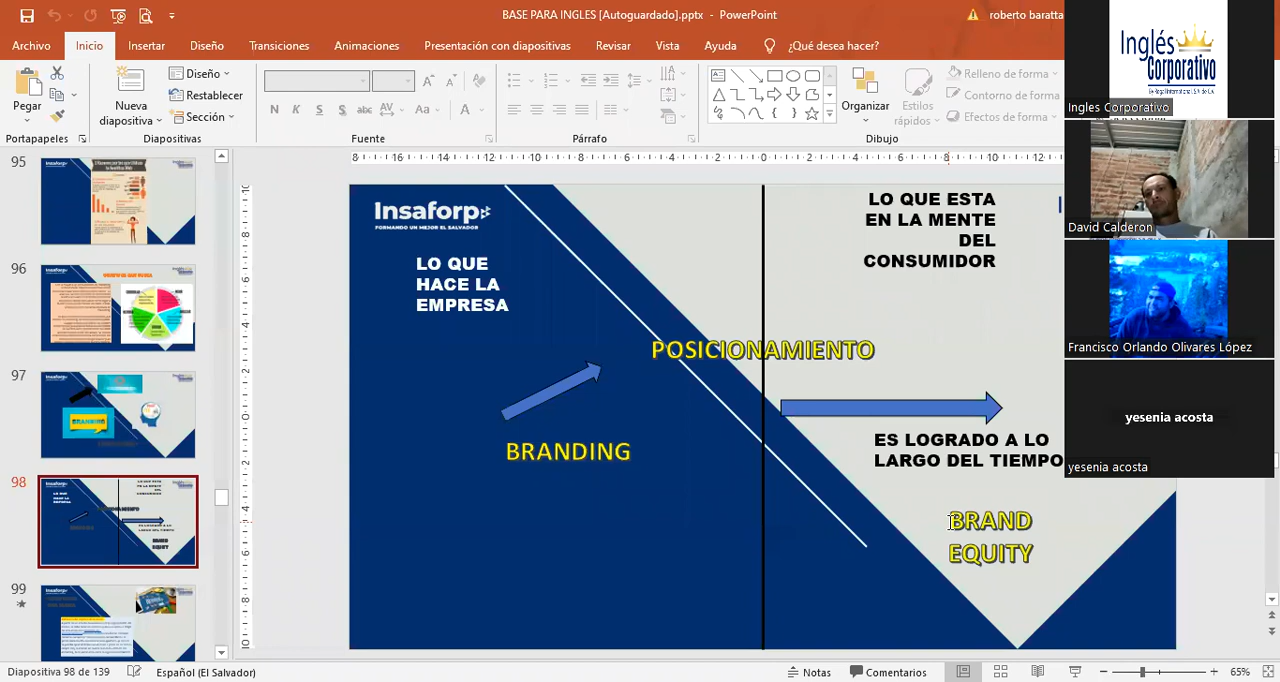 BASE PARA INGLES [Autoguardado].pptx - PowerPoint
roberto baratta
Archivo Inicio Insertar Diseño Transiciones Animaciones Presentación con diapositivas Revisar Vista Ayuda ¿Qué desea hacer?
Pegar
Nueva diapositiva
Diseño
Restablecer
Sección
Organizar
Estilos rápidos
Relleno de forma
Contorno de forma
Efectos de forma
Portapapeles Diapositivas Fuente Párrafo Dibujo
95
96
97
98
99
Insaforp
FORMANDO UN MEJOR EL SALVADOR
LO QUE
HACE LA
EMPRESA
LO QUE ESTA
EN LA MENTE
DEL
CONSUMIDOR
POSICIONAMIENTO
BRANDING
ES LOGRADO A LO
LARGO DEL TIEMPO
BRAND
EQUITY
Inglés
Corporativo
Ingles Corporativo
David Calderon
Francisco Orlando Olivares López
yesenia acosta
yesenia acosta
Diapositiva 98 de 139 Español (El Salvador) Notas Comentarios 65%